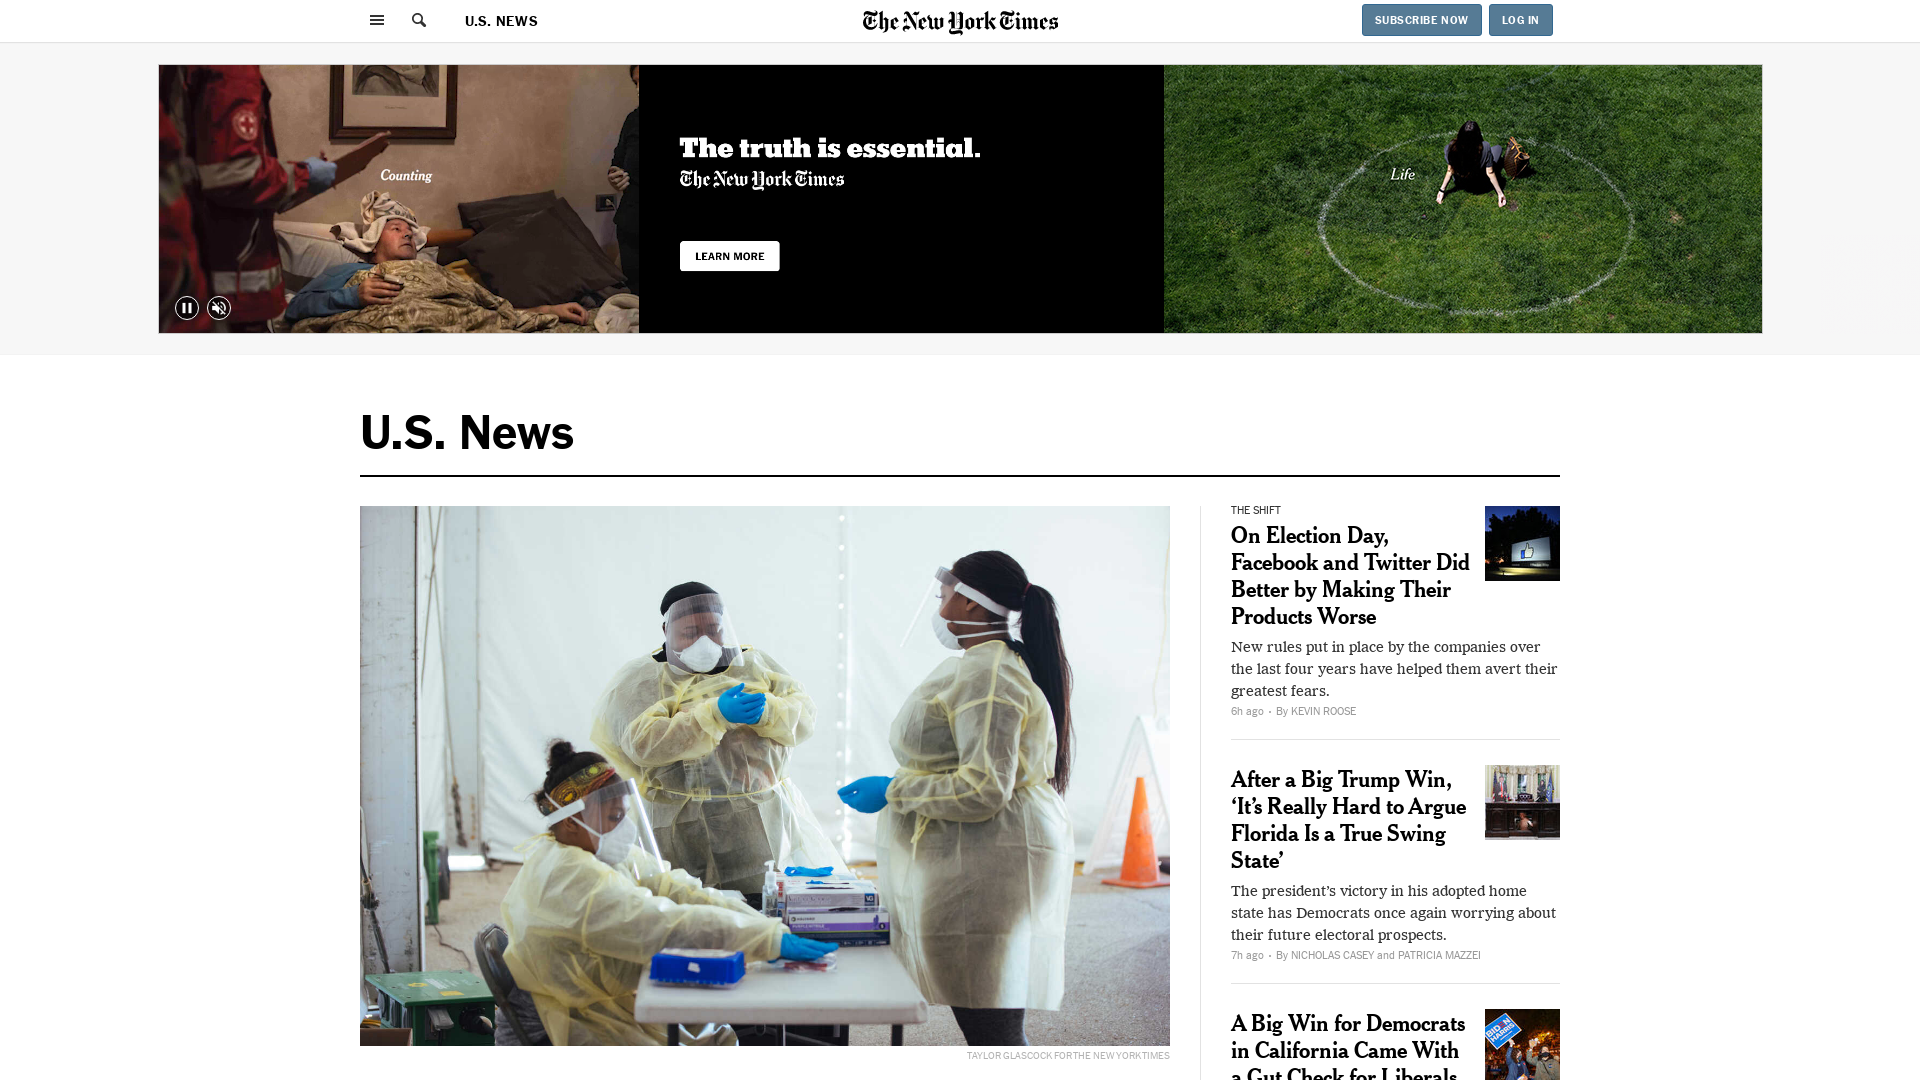 U.S. NEWS
The New York Times
SUBSCRIBE NOW
LOG IN
Counting
The truth is essential.
The New York Times
LEARN MORE
Life
U.S. News
TAYLOR GLASCOCK FOR THE NEW YORK TIMES
THE SHIFT
On Election Day,
Facebook and Twitter Did
Better by Making Their
Products Worse
New rules put in place by the companies over
the last four years have helped them avert their
greatest fears.
6h ago • By KEVIN ROOSE
After a Big Trump Win,
‘It’s Really Hard to Argue
Florida Is a True Swing
State’
The president’s victory in his adopted home
state has Democrats once again worrying about
their future electoral prospects.
7h ago • By NICHOLAS CASEY and PATRICIA MAZZEI
A Big Win for Democrats
in California Came With
a Gut Check for Liberals
BIDEN
HARRIS